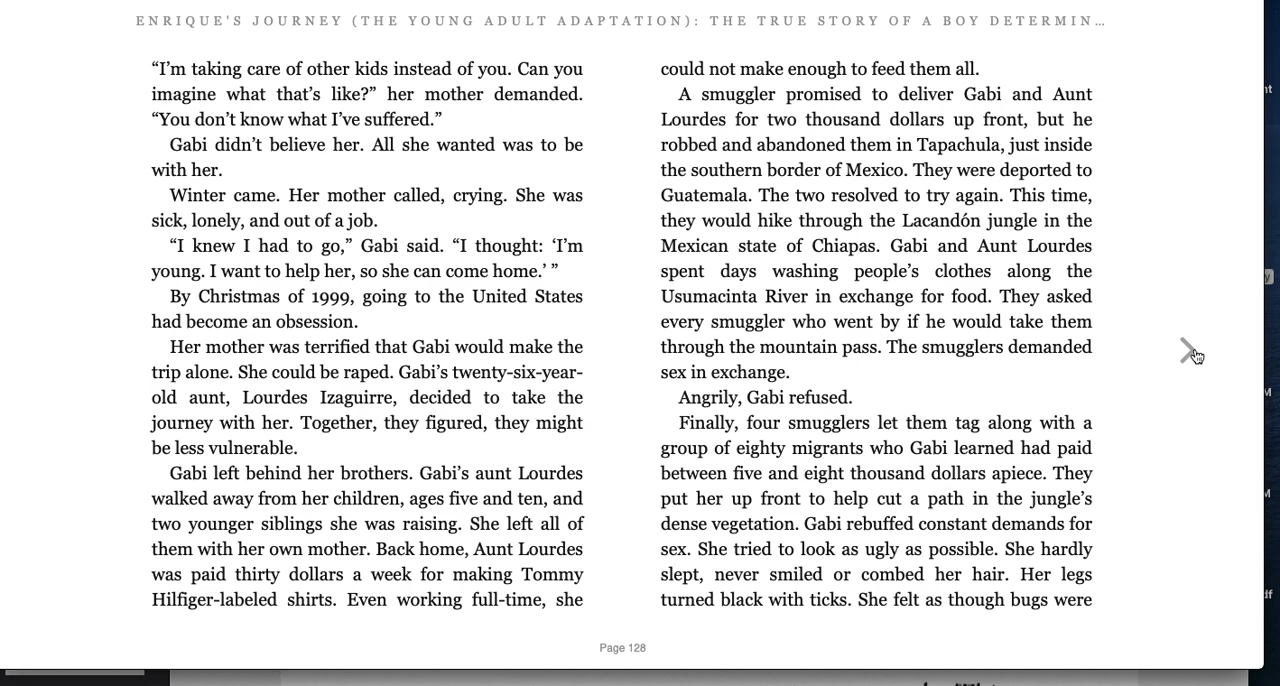 ENRIQUE'S JOURNEY (THE YOUNG ADULT ADAPTATION): THE TRUE STORY OF A BOY DETERMIN...
“I’m taking care of other kids instead of you. Can you
imagine what that’s like?” her mother demanded.
“You don’t know what I’ve suffered.”
Gabi didn’t believe her. All she wanted was to be
with her.
Winter came. Her mother called, crying. She was
sick, lonely, and out of a job.
“I knew I had to go,” Gabi said. “I thought: ‘I’m
young. I want to help her, so she can come home.’ ”
By Christmas of 1999, going to the United States
had become an obsession.
Her mother was terrified that Gabi would make the
trip alone. She could be raped. Gabi’s twenty-six-year-
old aunt, Lourdes Izaguirre, decided to take the
journey with her. Together, they figured, they might
be less vulnerable.
Gabi left behind her brothers. Gabi’s aunt Lourdes
walked away from her children, ages five and ten, and
two younger siblings she was raising. She left all of
them with her own mother. Back home, Aunt Lourdes
was paid thirty dollars a week for making Tommy
Hilfiger-labeled shirts. Even working full-time, she
could not make enough to feed them all.
A smuggler promised to deliver Gabi and Aunt
Lourdes for two thousand dollars up front, but he
robbed and abandoned them in Tapachula, just inside
the southern border of Mexico. They were deported to
Guatemala. The two resolved to try again. This time,
they would hike through the Lacandón jungle in the
Mexican state of Chiapas. Gabi and Aunt Lourdes
spent days washing people’s clothes along the
Usumacinta River in exchange for food. They asked
every smuggler who went by if he would take them
through the mountain pass. The smugglers demanded
sex in exchange.
Angrily, Gabi refused.
Finally, four smugglers let them tag along with a
group of eighty migrants who Gabi learned had paid
between five and eight thousand dollars apiece. They
put her up front to help cut a path in the jungle’s
dense vegetation. Gabi rebuffed constant demands for
sex. She tried to look as ugly as possible. She hardly
slept, never smiled or combed her hair. Her legs
turned black with ticks. She felt as though bugs were
Page 128